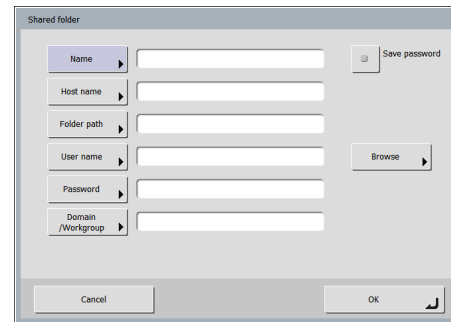 Shared folder
Name
Save password
Host name
Folder path
User name
Browse
Password
Domain
/Workgroup
Cancel
OK